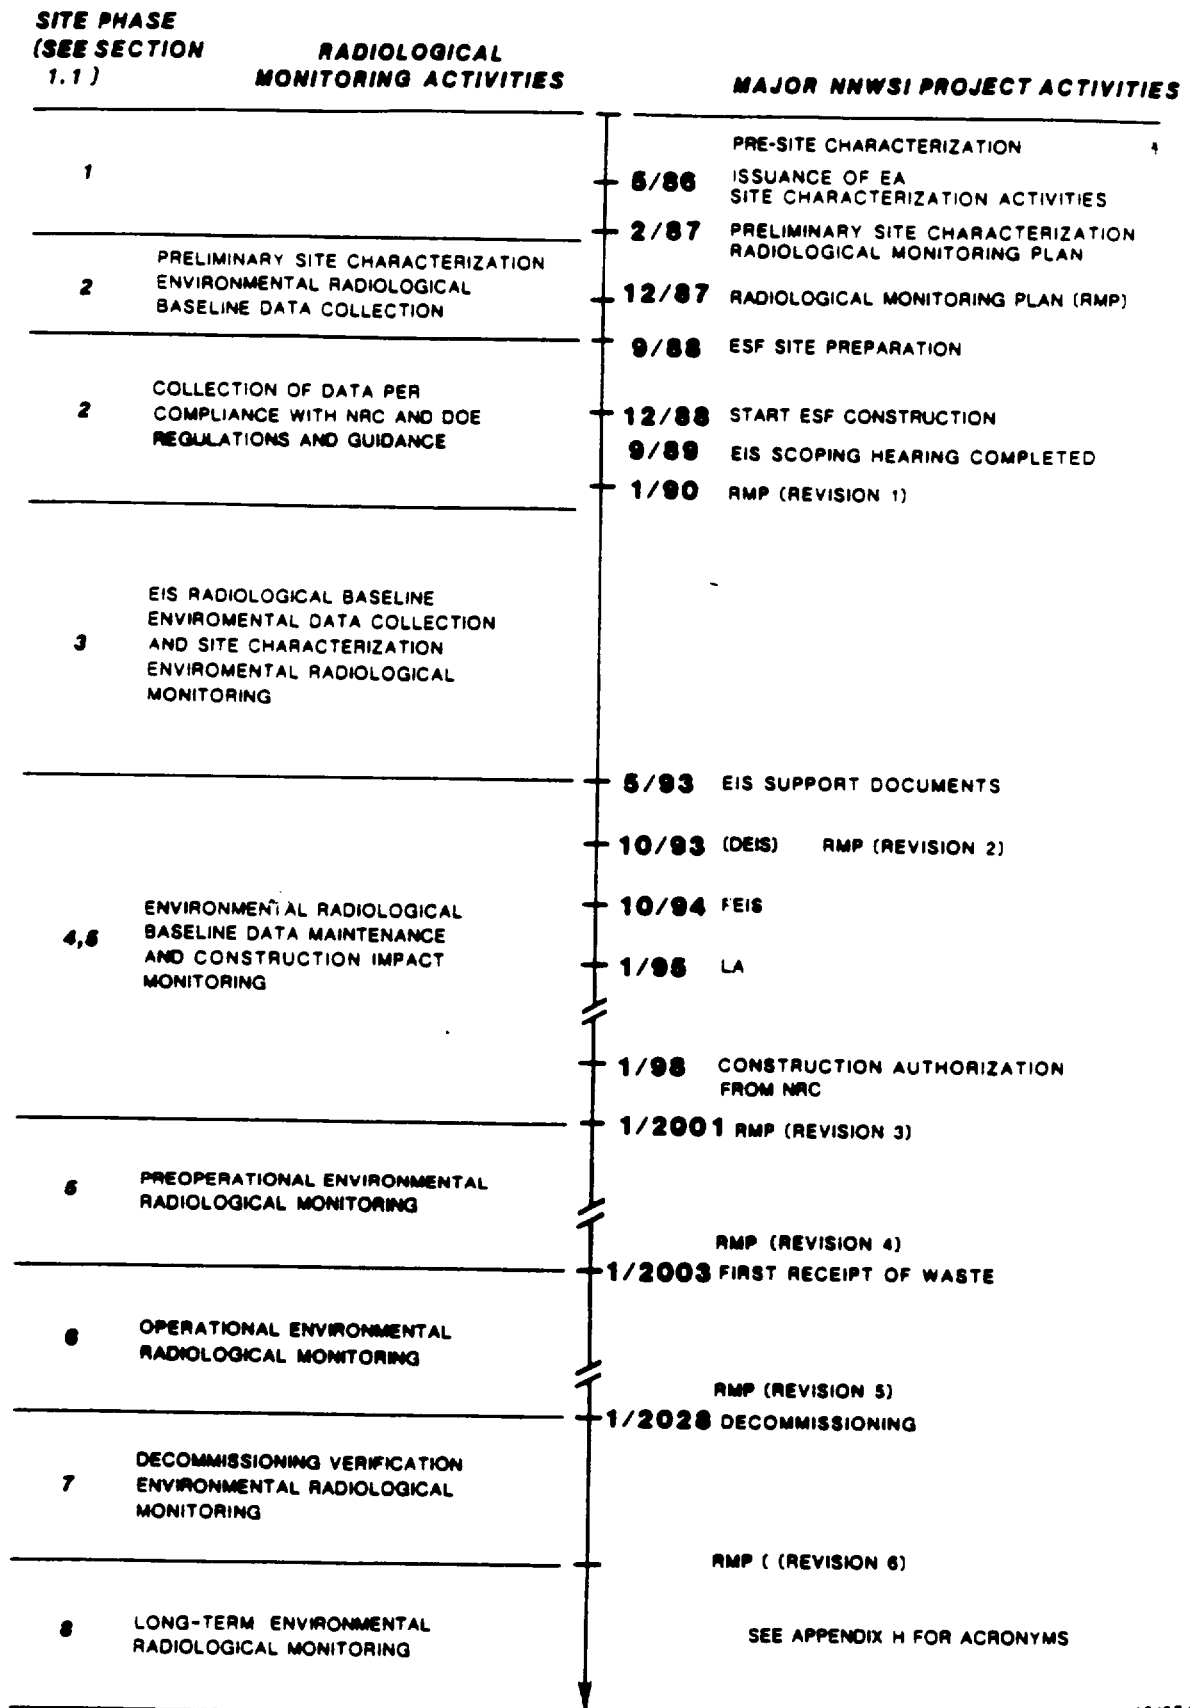 SITE PHASE
(SEE SECTION
1.1)
RADIOLOGICAL
MONITORING ACTIVITIES
MAJOR NNWSI PROJECT ACTIVITIES
PRE-SITE CHARACTERIZATION
1
5/86 ISSUANCE OF EA
SITE CHARACTERIZATION ACTIVITIES
2/87 PRELIMINARY SITE CHARACTERIZATION
RADIOLOGICAL MONITORING PLAN
2
PRELIMINARY SITE CHARACTERIZATION
ENVIRONMENTAL RADIOLOGICAL
BASELINE DATA COLLECTION
12/87 RADIOLOGICAL MONITORING PLAN (RMP)
9/88 ESF SITE PREPARATION
2
COLLECTION OF DATA PER
COMPLIANCE WITH NRC AND DOE
REGULATIONS AND GUIDANCE
12/88 START ESF CONSTRUCTION
9/89 EIS SCOPING HEARING COMPLETED
1/90 RMP (REVISION 1)
3
EIS RADIOLOGICAL BASELINE
ENVIROMENTAL DATA COLLECTION
AND SITE CHARACTERIZATION
ENVIROMENTAL RADIOLOGICAL
MONITORING
5/93 EIS SUPPORT DOCUMENTS
10/93 (DEIS) RMP (REVISION 2)
10/94 FEIS
4,5
ENVIRONMENTAL RADIOLOGICAL
BASELINE DATA MAINTENANCE
AND CONSTRUCTION IMPACT
MONITORING
1/95 LA
1/98 CONSTRUCTION AUTHORIZATION
FROM NRC
1/2001 RMP (REVISION 3)
5
PREOPERATIONAL ENVIRONMENTAL
RADIOLOGICAL MONITORING
RMP (REVISION 4)
1/2003 FIRST RECEIPT OF WASTE
6
OPERATIONAL ENVIRONMENTAL
RADIOLOGICAL MONITORING
RMP (REVISION 5)
1/2028 DECOMMISSIONING
7
DECOMMISSIONING VERIFICATION
ENVIRONMENTAL RADIOLOGICAL
MONITORING
RMP ( (REVISION 6)
8
LONG-TERM ENVIRONMENTAL
RADIOLOGICAL MONITORING
SEE APPENDIX H FOR ACRONYMS